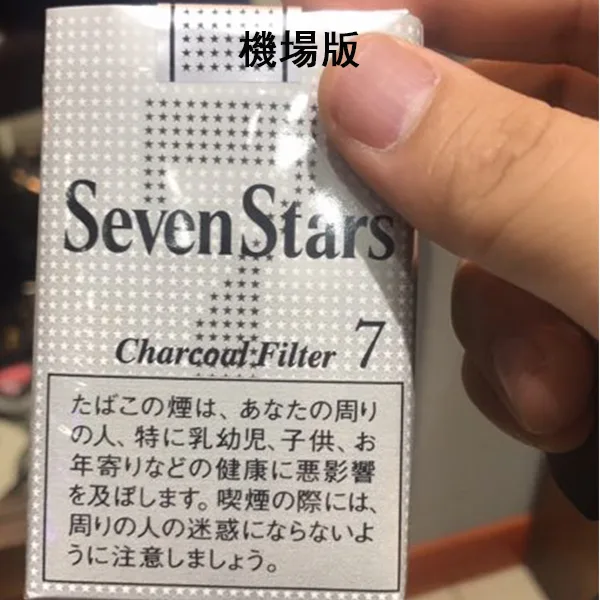 機場版
Seven Stars
Charcoal Filter 7
たばこの煙は、あなたの周り
の人、特に乳幼児、子供、お
年寄りなどの健康に悪影響
を及ぼします。喫煙の際には、
周りの人の迷惑にならないよ
うに注意しましょう。